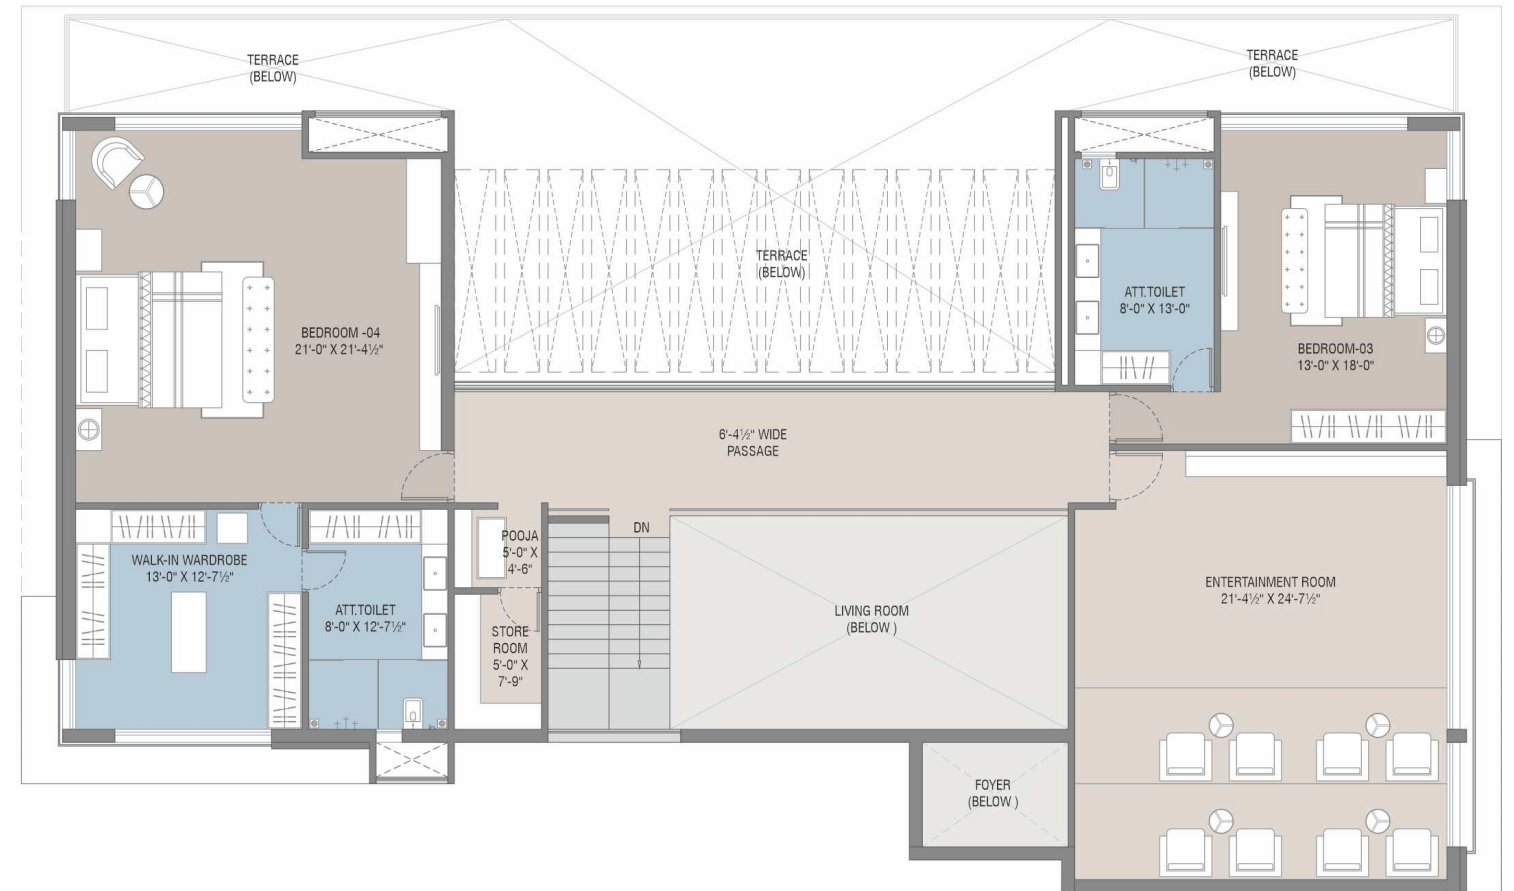 TERRACE
(BELOW)
TERRACE
(BELOW)
TERRACE
(BELOW)
ATT.TOILET
8'-0" X 13'-0"
BEDROOM -04
21'-0" X 21'-4½"
BEDROOM-03
13'-0" X 18'-0"
6'-4½" WIDE
PASSAGE
DN
POOJA
5'-0" X
4'-6"
WALK-IN WARDROBE
13'-0" X 12'-7½"
ATT.TOILET
8'-0" X 12'-7½"
STORE
ROOM
5'-0" X
7'-9"
LIVING ROOM
(BELOW )
ENTERTAINMENT ROOM
21'-4½" X 24'-7½"
FOYER
(BELOW )